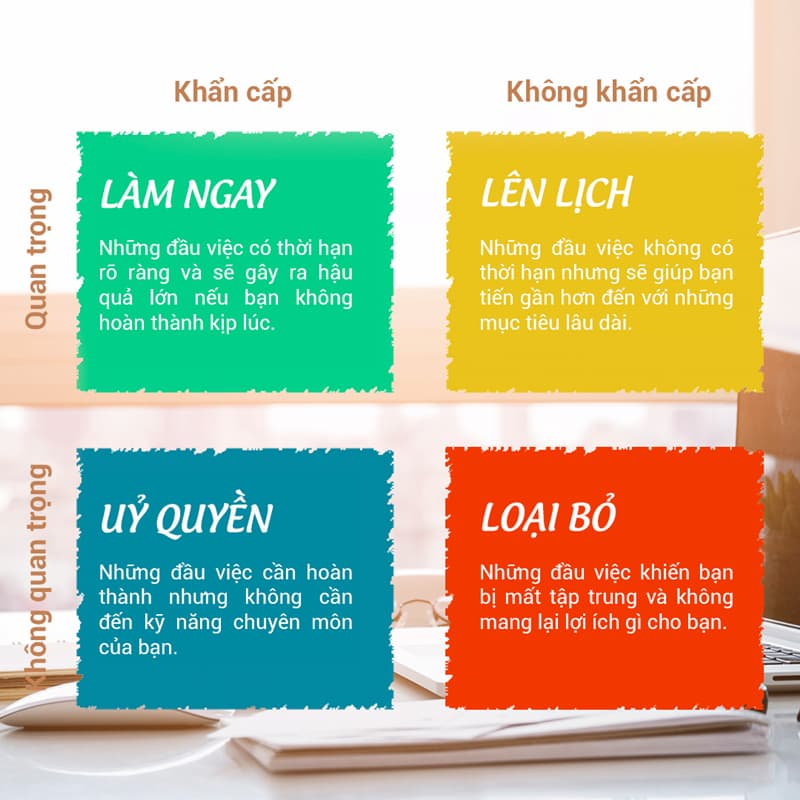 Khẩn cấp
Không khẩn cấp
Quan trọng
LÀM NGAY
Những đầu việc có thời hạn
rõ ràng và sẽ gây ra hậu
quả lớn nếu bạn không
hoàn thành kịp lúc.
LÊN LỊCH
Những đầu việc không có
thời hạn nhưng sẽ giúp bạn
tiến gần hơn đến với những
mục tiêu lâu dài.
Không quan trọng
UỶ QUYỀN
Những đầu việc cần hoàn
thành nhưng không cần
đến kỹ năng chuyên môn
của bạn.
LOẠI BỎ
Những đầu việc khiến bạn
bị mất tập trung và không
mang lại lợi ích gì cho bạn.